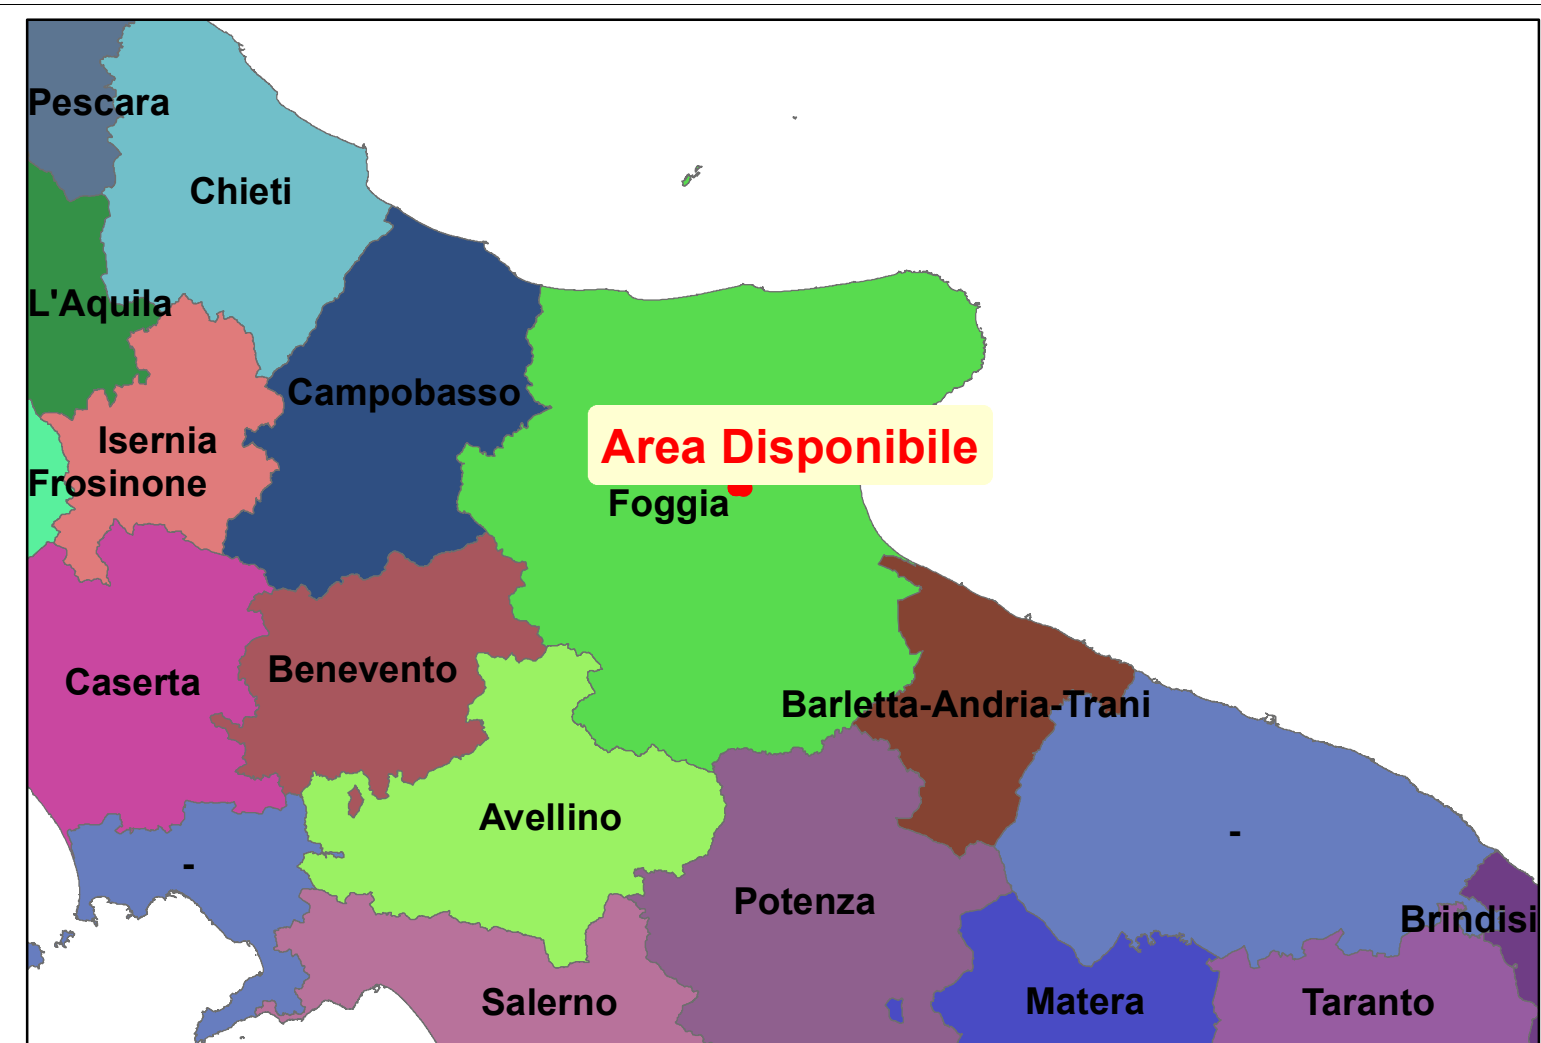 Pescara
Chieti
L'Aquila
Campobasso
Isernia
Area Disponibile
Frosinone
Foggia
Benevento
Caserta
Barletta-Andria-Trani
Avellino
-
-
Potenza
Brindisi
Salerno
Matera
Taranto